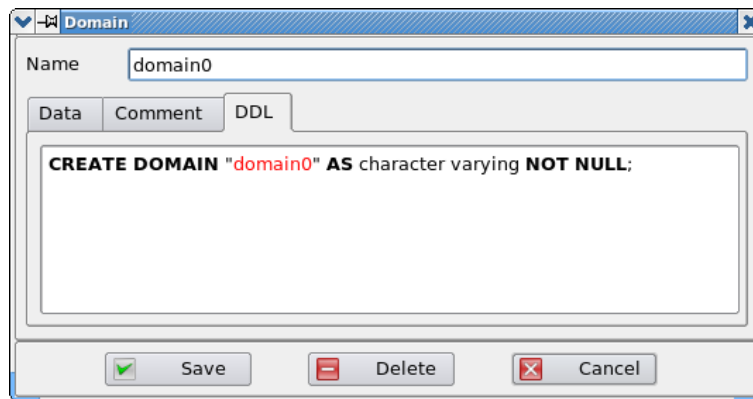 Domain
Name domain0
Data Comment DDL
CREATE DOMAIN "domain0" AS character varying NOT NULL;
Save Delete Cancel